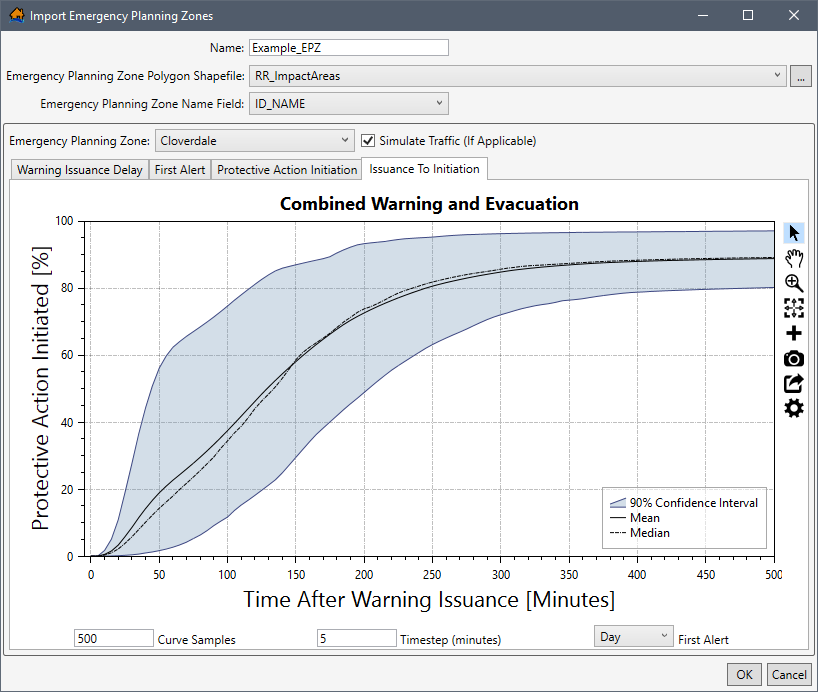 Import Emergency Planning Zones
Name: Example_EPZ
Emergency Planning Zone Polygon Shapefile: RR_ImpactAreas ...
Emergency Planning Zone Name Field: ID_NAME
Emergency Planning Zone: Cloverdale Simulate Traffic (If Applicable)
Warning Issuance Delay First Alert Protective Action Initiation Issuance To Initiation
Combined Warning and Evacuation
Protective Action Initiated [%]
100
80
60
40
20
0
90% Confidence Interval
Mean
Median
0 50 100 150 200 250 300 350 400 450 500
Time After Warning Issuance [Minutes]
500 Curve Samples 5 Timestep (minutes) Day First Alert
OK Cancel